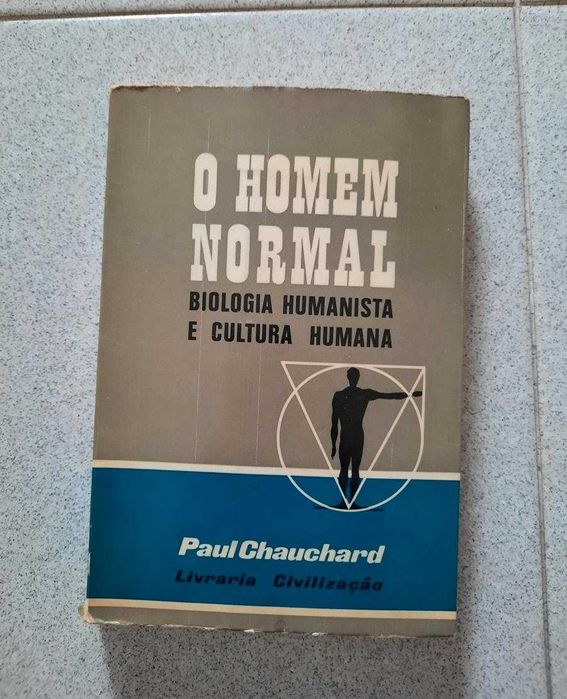 O HOMEM
NORMAL
BIOLOGIA HUMANISTA
E CULTURA HUMANA
Paul Chauchard
Livraria Civilização